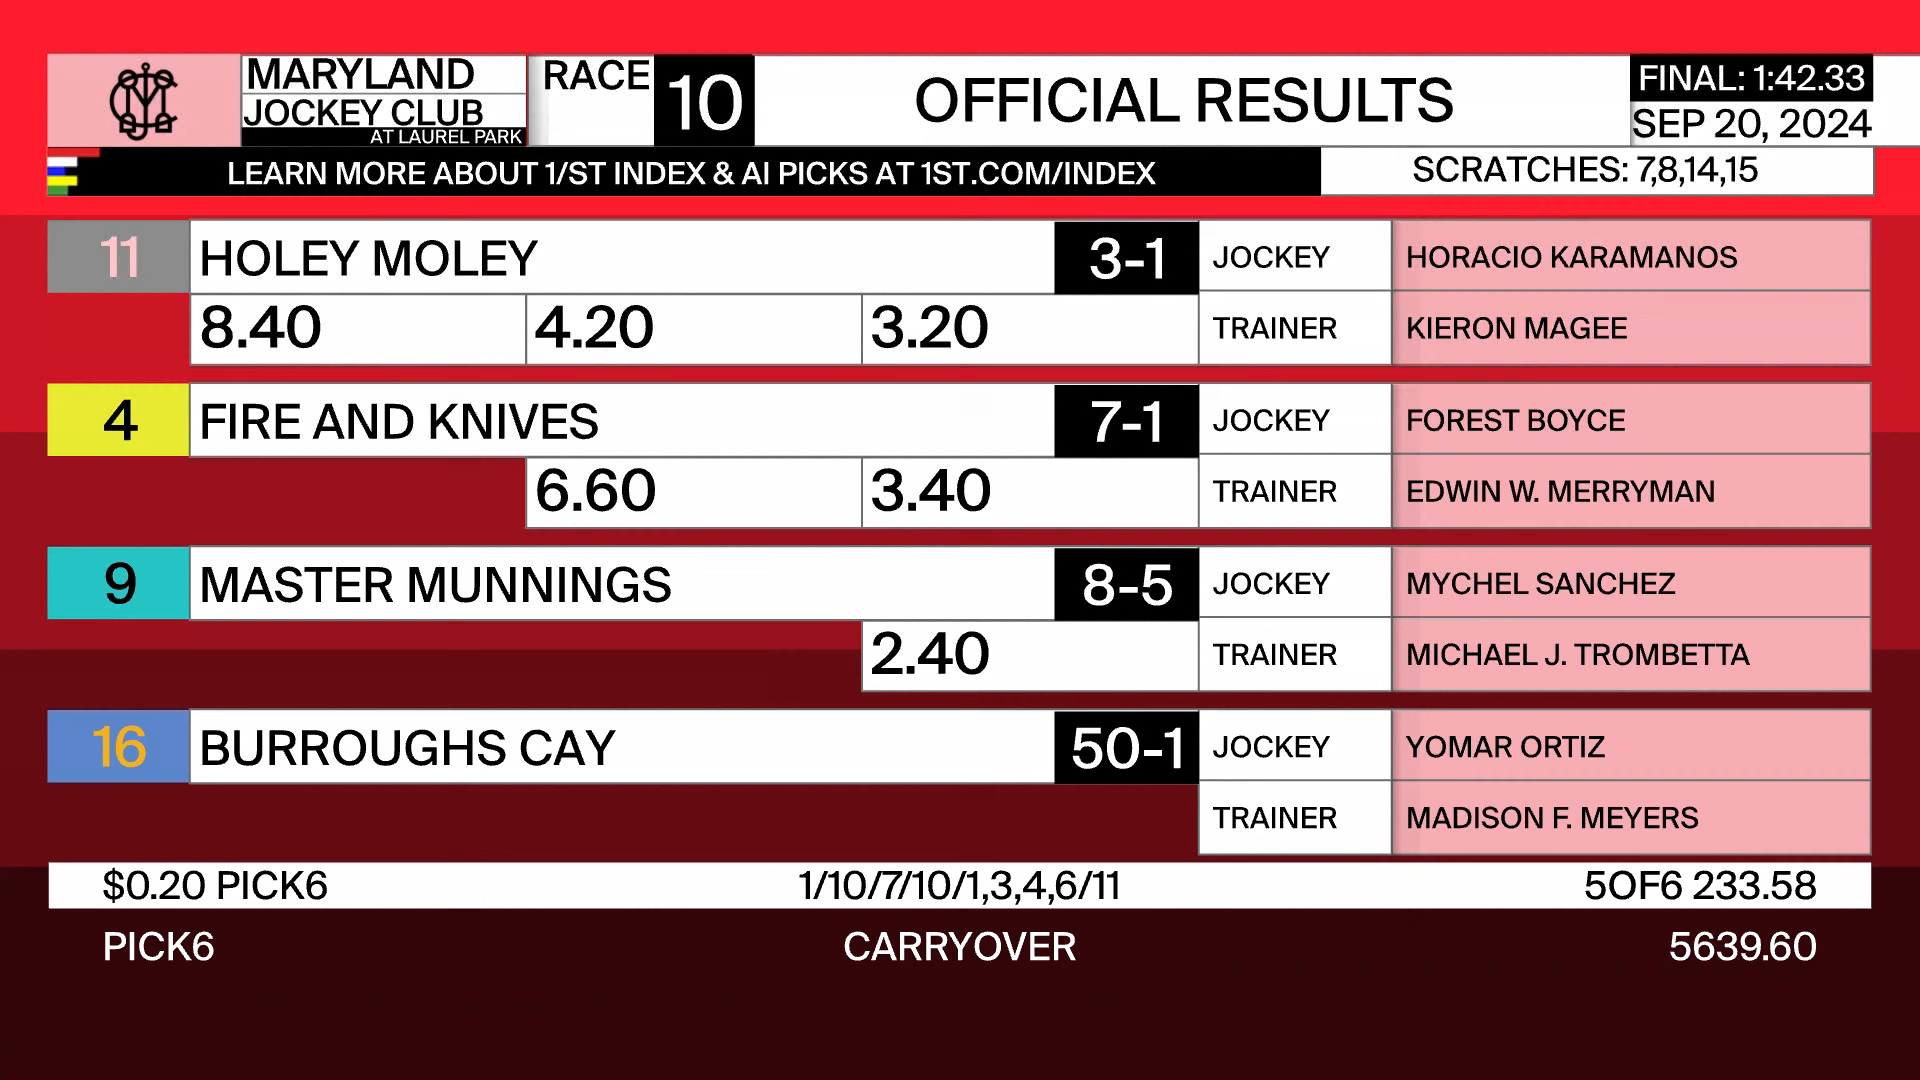 MARYLAND
JOCKEY CLUB
AT LAUREL PARK
RACE 10
OFFICIAL RESULTS
FINAL: 1:42.33
SEP 20, 2024
LEARN MORE ABOUT 1/ST INDEX & AI PICKS AT 1ST.COM/INDEX
SCRATCHES: 7,8,14,15
11 HOLEY MOLEY 3-1 JOCKEY HORACIO KARAMANOS
8.40 4.20 3.20 TRAINER KIERON MAGEE
4 FIRE AND KNIVES 7-1 JOCKEY FOREST BOYCE
6.60 3.40 TRAINER EDWIN W. MERRYMAN
9 MASTER MUNNINGS 8-5 JOCKEY MYCHEL SANCHEZ
2.40 TRAINER MICHAEL J. TROMBETTA
16 BURROUGHS CAY 50-1 JOCKEY YOMAR ORTIZ
TRAINER MADISON F. MEYERS
$0.20 PICK6 1/10/7/10/1,3,4,6/11 5OF6 233.58
PICK6 CARRYOVER 5639.60